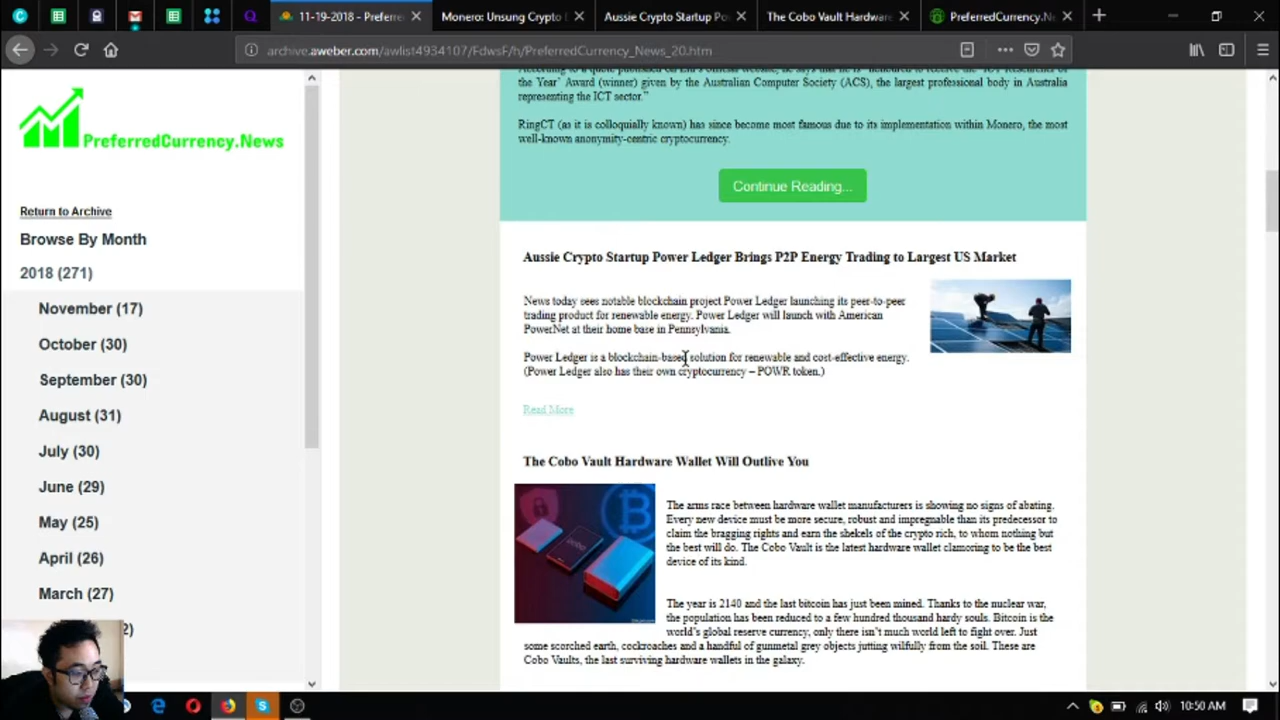 11-19-2018 - Preferre
Monero: Unsung Crypto
Aussie Crypto Startup Po
The Cobo Vault Hardware
PreferredCurrency.Ne
archive.aweber.com/awlist4934107/FdwsF/h/PreferredCurrency_News_20.htm
PreferredCurrency.News
Return to Archive
Browse By Month
2018 (271)
November (17)
October (30)
September (30)
August (31)
July (30)
June (29)
May (25)
April (26)
March (27)
2)
the Year" Award (winner) given by the Australian Computer Society (ACS), the largest professional body in Australia
representing the ICT sector."
RingCT (as it is colloquially known) has since become most famous due to its implementation within Monero, the most
well-known anonymity-centric cryptocurrency.
Continue Reading...
Aussie Crypto Startup Power Ledger Brings P2P Energy Trading to Largest US Market
News today sees notable blockchain project Power Ledger launching its peer-to-peer
trading product for renewable energy. Power Ledger will launch with American
PowerNet at their home base in Pennsylvania.
Power Ledger is a blockchain-based solution for renewable and cost-effective energy.
(Power Ledger also has their own cryptocurrency – POWR token.)
Read More
The Cobo Vault Hardware Wallet Will Outlive You
The arms race between hardware wallet manufacturers is showing no signs of abating.
Every new device must be more secure, robust and impregnable than its predecessor to
claim the bragging rights and earn the shekels of the crypto rich, to whom nothing but
the best will do. The Cobo Vault is the latest hardware wallet clamoring to be the best
device of its kind.
The year is 2140 and the last bitcoin has just been mined. Thanks to the nuclear war,
the population has been reduced to a few hundred thousand hardy souls. Bitcoin is the
world's global reserve currency, only there isn't much world left to fight over. Just
some scorched earth, cockroaches and a handful of gunmetal grey objects jutting wilfully from the soil. These are
Cobo Vaults, the last surviving hardware wallets in the galaxy.
10:50 AM